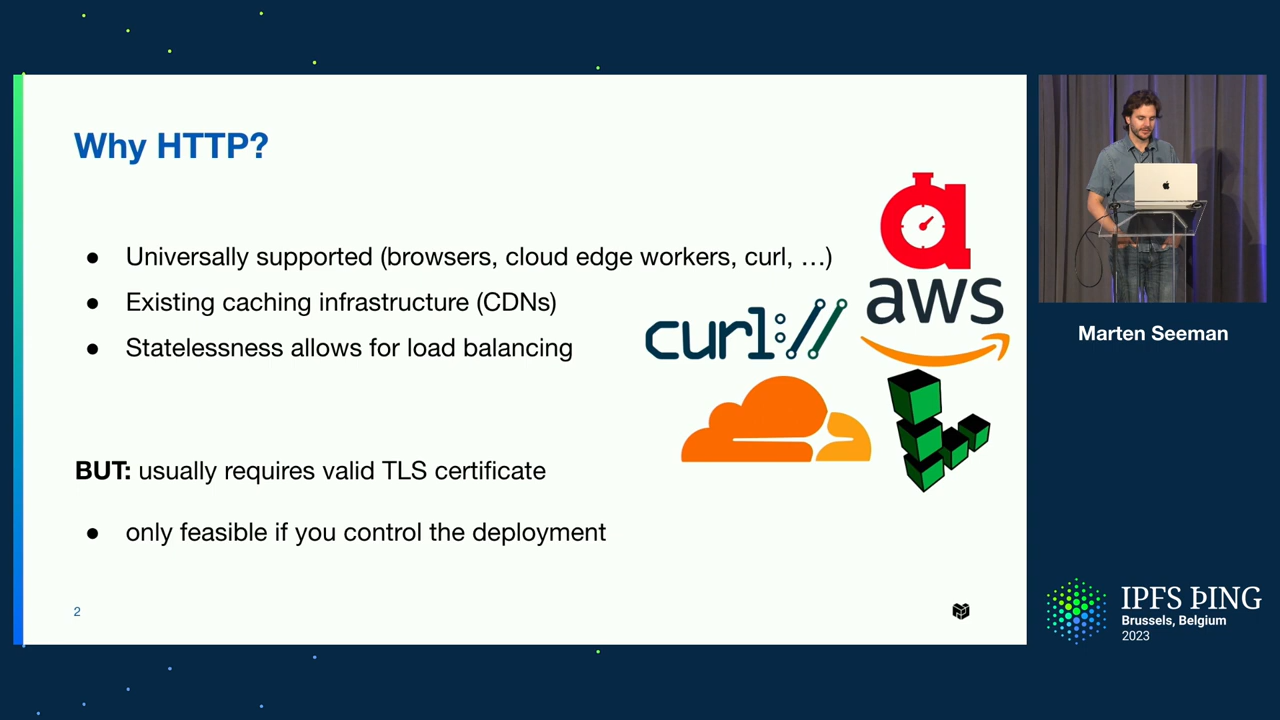 Why HTTP?
● Universally supported (browsers, cloud edge workers, curl, …)
● Existing caching infrastructure (CDNs)
● Statelessness allows for load balancing
curl://
aws
BUT: usually requires valid TLS certificate
● only feasible if you control the deployment
2
Marten Seeman
IPFS ÞING
Brussels, Belgium
2023